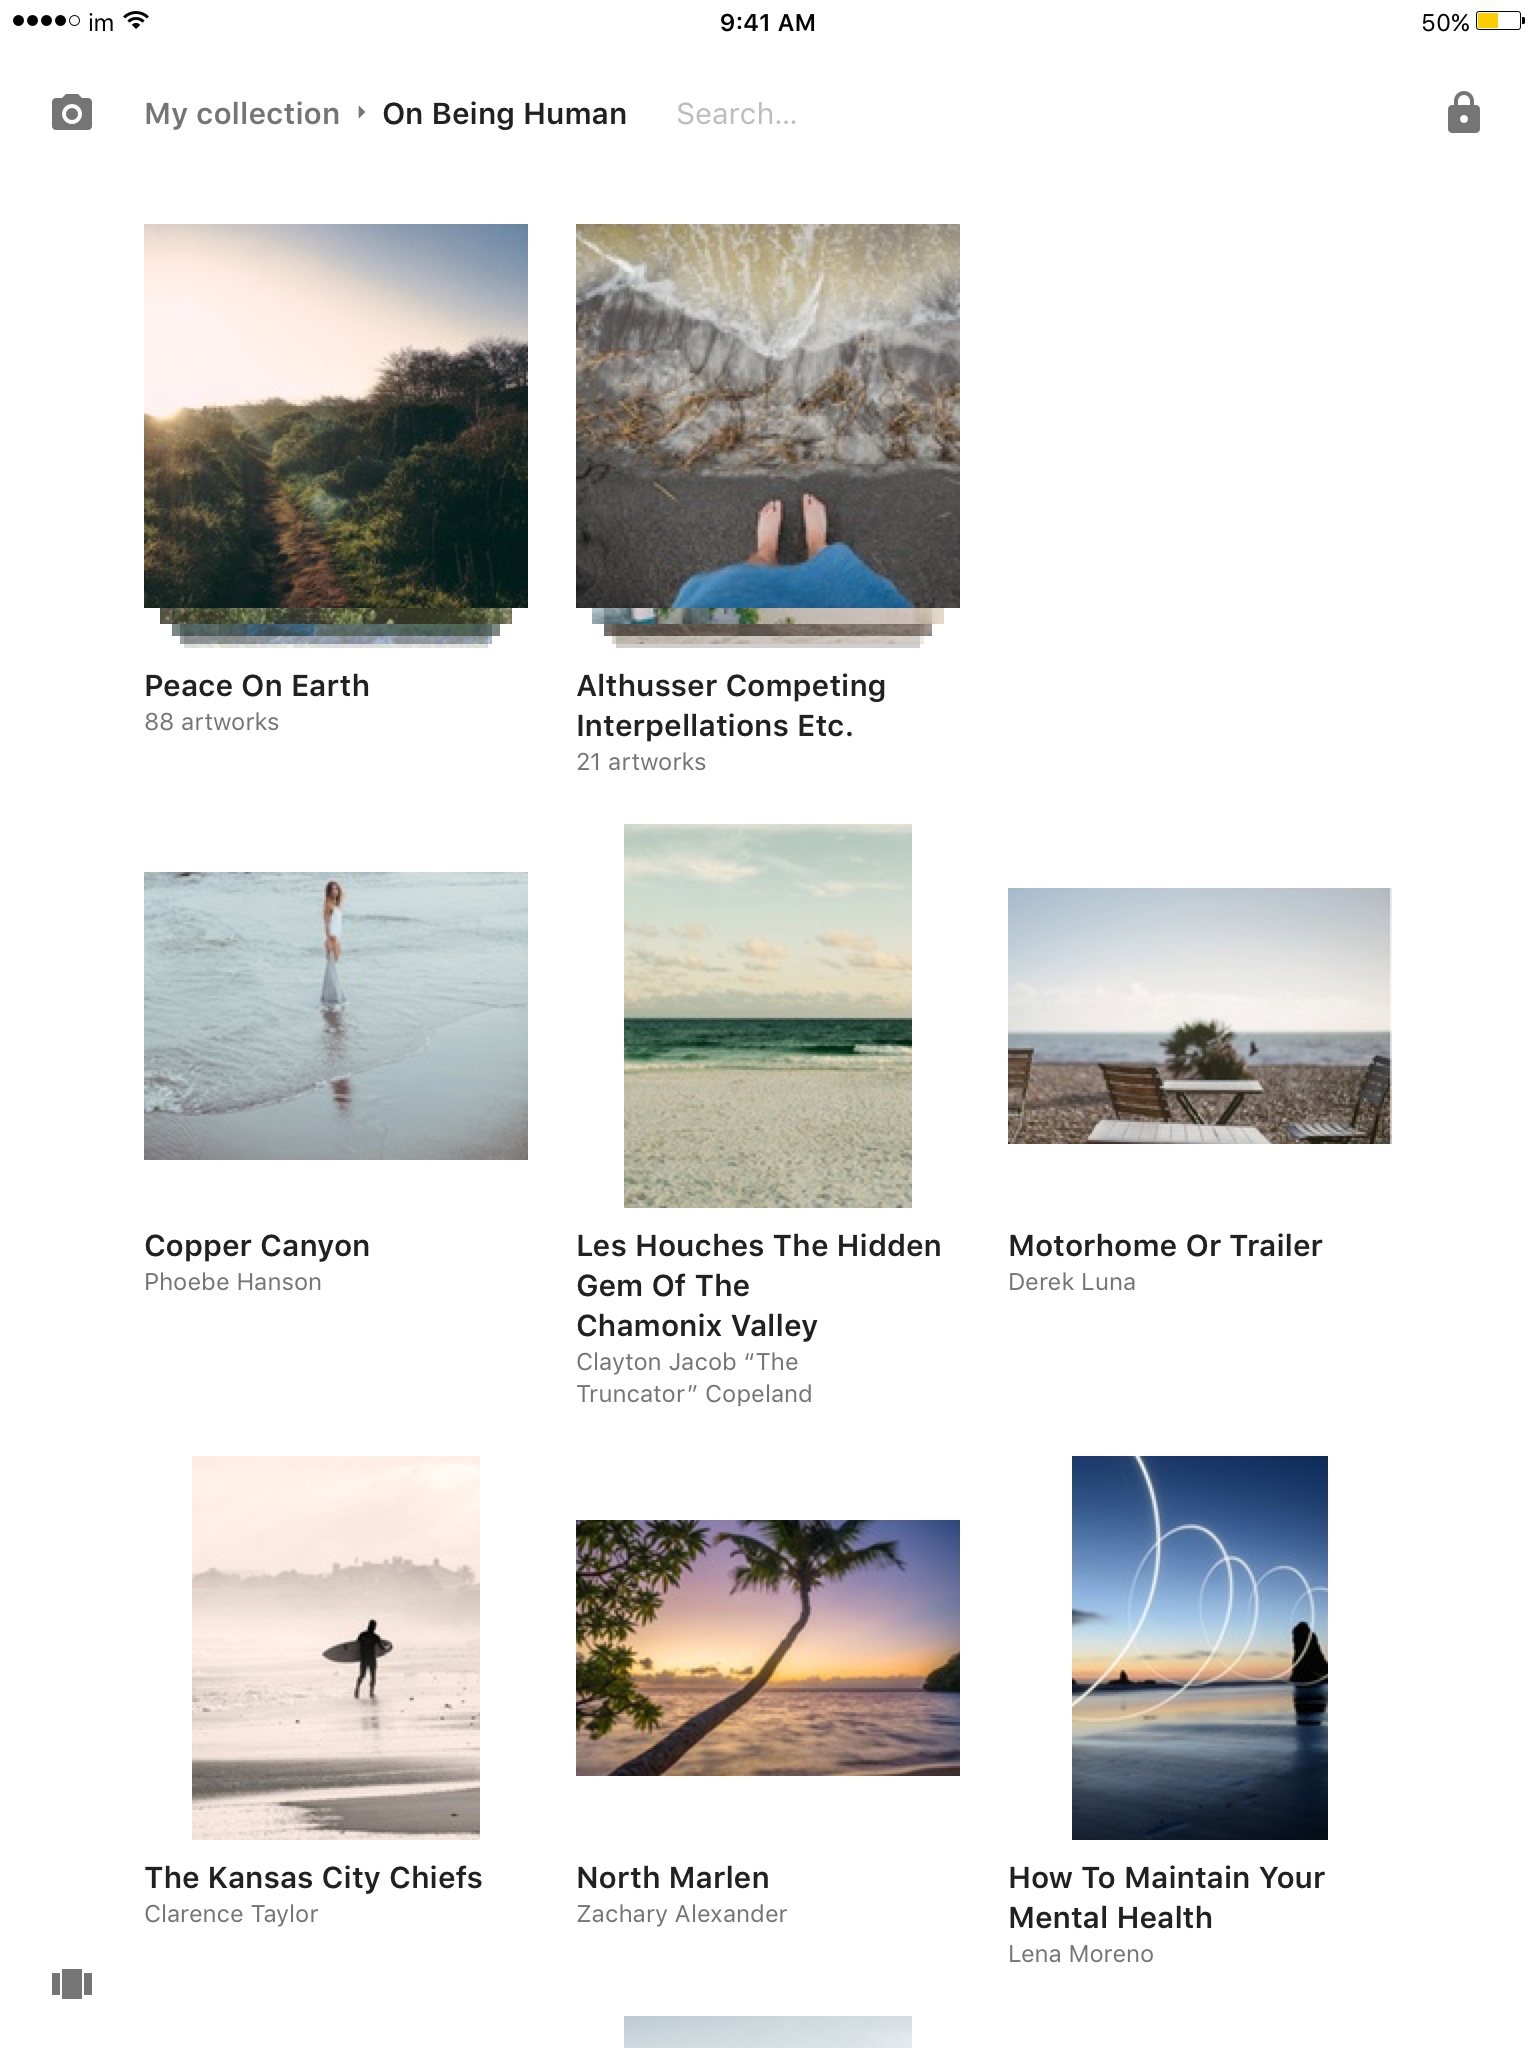 im
9:41 AM
50%
My collection
On Being Human
Search...
Peace On Earth
88 artworks
Althusser Competing
Interpellations Etc.
21 artworks
Copper Canyon
Phoebe Hanson
Les Houches The Hidden
Gem Of The
Chamonix Valley
Clayton Jacob “The
Truncator” Copeland
Motorhome Or Trailer
Derek Luna
The Kansas City Chiefs
Clarence Taylor
North Marlen
Zachary Alexander
How To Maintain Your
Mental Health
Lena Moreno